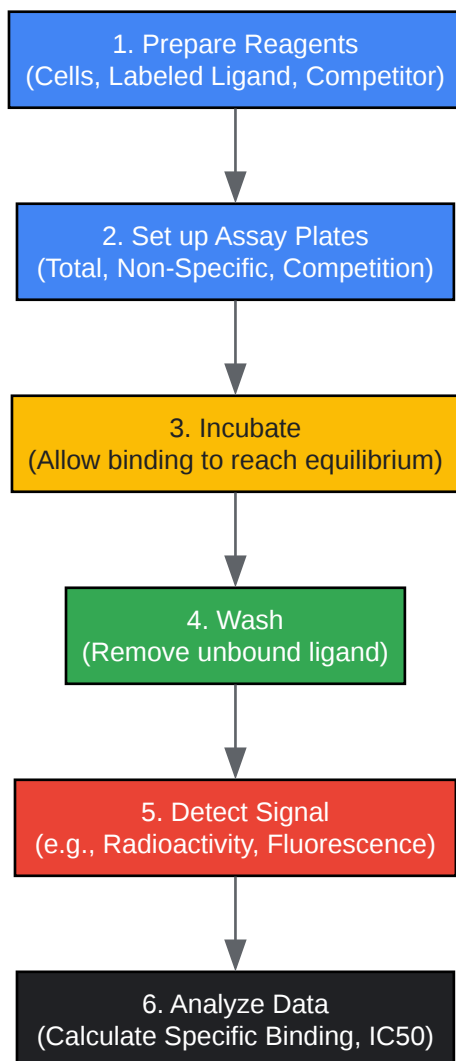 1. Prepare Reagents
(Cells, Labeled Ligand, Competitor)
2. Set up Assay Plates
(Total, Non-Specific, Competition)
3. Incubate
(Allow binding to reach equilibrium)
4. Wash
(Remove unbound ligand)
5. Detect Signal
(e.g., Radioactivity, Fluorescence)
6. Analyze Data
(Calculate Specific Binding, IC50)